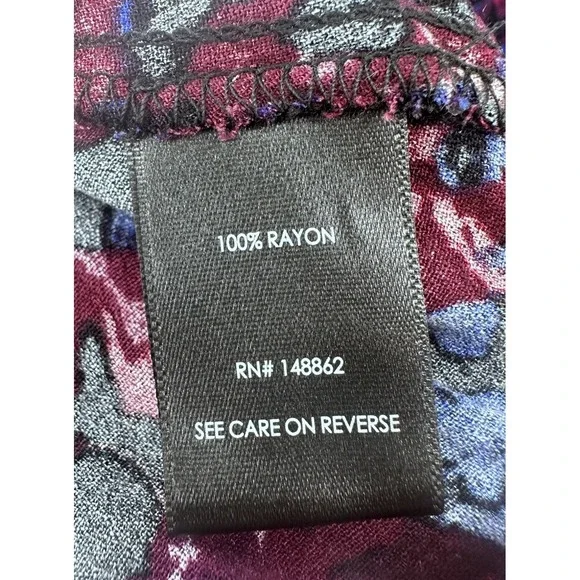 100% RAYON
RN# 148862
SEE CARE ON REVERSE